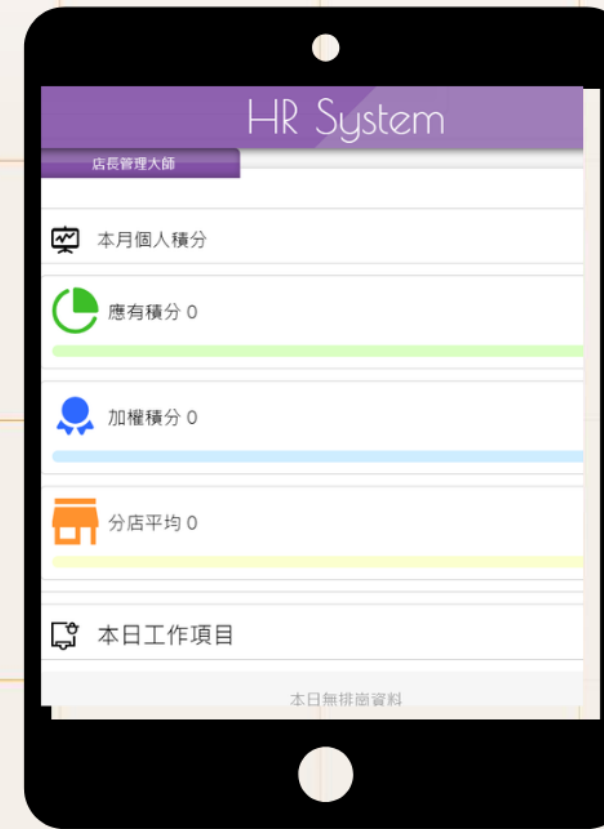 HR System
店長管理大師
本月個人積分
應有積分 0
加權積分 0
分店平均 0
本日工作項目
本日無排崗資料